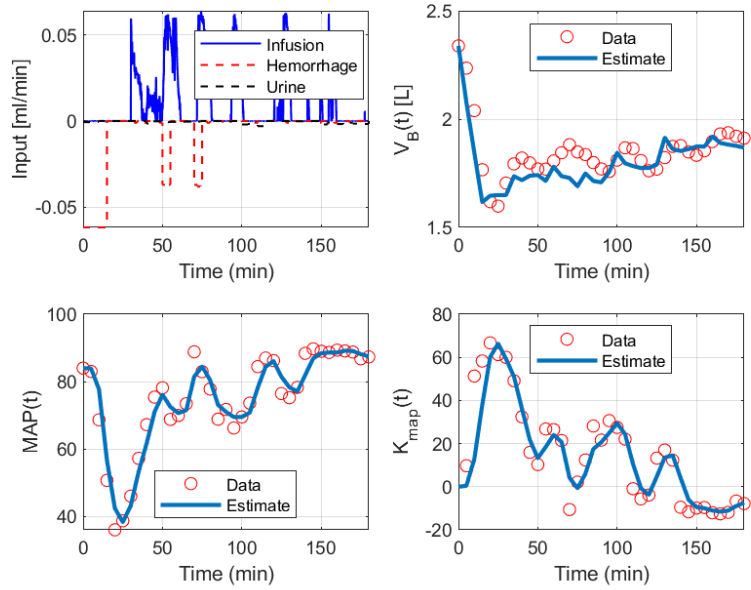 0.05
0
-0.05
Input [ml/min]
Infusion
Hemorrhage
Urine
0 50 100 150
Time (min)
2.5
2
1.5
V_B(t) [L]
Data
Estimate
0 50 100 150
Time (min)
100
80
60
40
MAP(t)
Data
Estimate
0 50 100 150
Time (min)
80
60
40
20
0
-20
K_map(t)
Data
Estimate
0 50 100 150
Time (min)